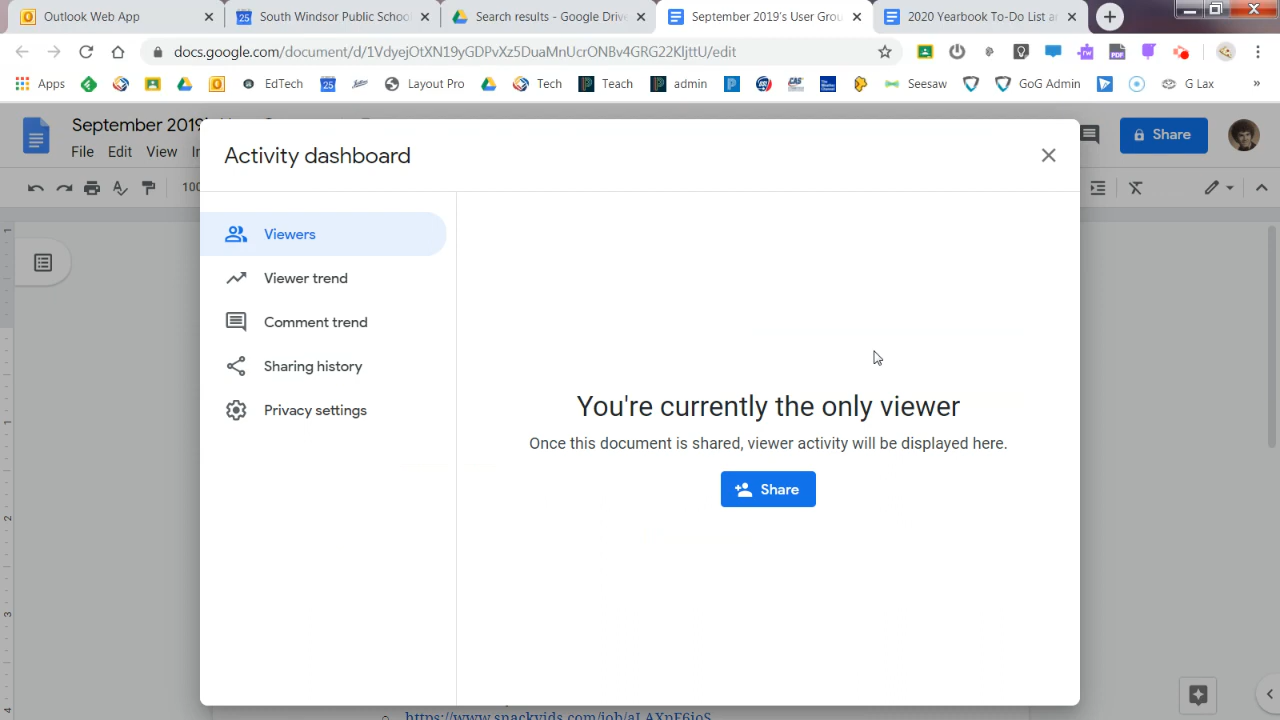 Outlook Web App
South Windsor Public Schoo
Search results - Google Dri
September 2019's User Grou
2020 Yearbook To-Do List a
docs.google.com/document/d/1VdyejOtXN19yGDPvXz5DuaMnUcrONBv4GRG22KljttU/edit
Apps
EdTech
Layout Pro
Tech
Teach
admin
Seesaw
GoG Admin
G Lax
September 2019'
Share
File Edit View In
100
Activity dashboard
Viewers
Viewer trend
Comment trend
Sharing history
Privacy settings
You're currently the only viewer
Once this document is shared, viewer activity will be displayed here.
Share